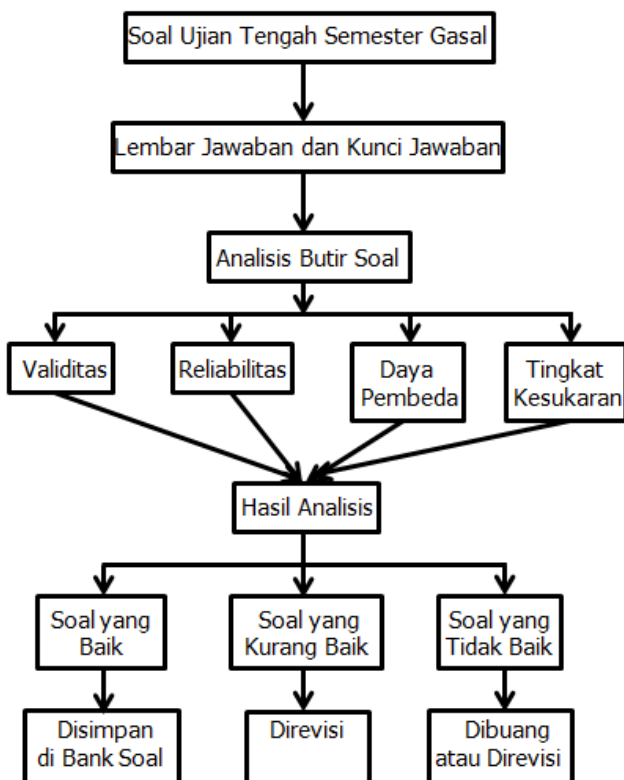 Soal Ujian Tengah Semester Gasal
Lembar Jawaban dan Kunci Jawaban
Analisis Butir Soal
Validitas
Reliabilitas
Daya
Pembeda
Tingkat
Kesukaran
Hasil Analisis
Soal yang
Baik
Soal yang
Kurang Baik
Soal yang
Tidak Baik
Disimpan
di Bank Soal
Direvisi
Dibuang
atau Direvisi